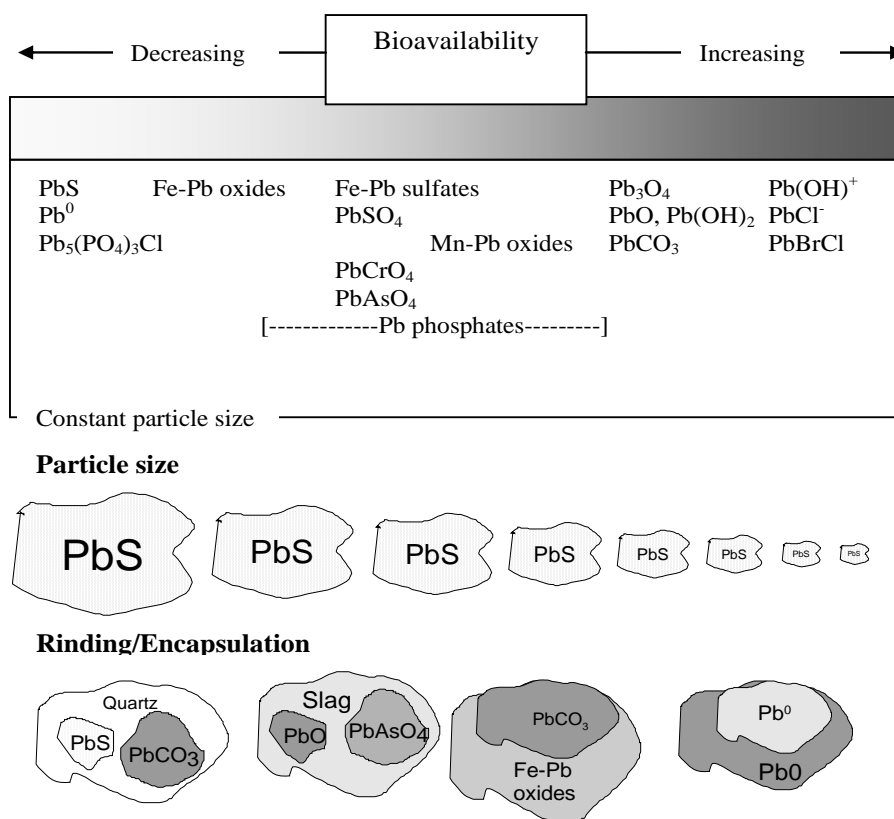 Bioavailability
Decreasing Increasing
PbS Fe-Pb oxides Fe-Pb sulfates Pb₃O₄ Pb(OH)⁺
Pb⁰ PbSO₄ PbO, Pb(OH)₂ PbCl⁻
Pb₅(PO₄)₃Cl Mn-Pb oxides PbCO₃ PbBrCl
PbCrO₄
PbAsO₄
[-------------Pb phosphates---------]
Constant particle size
Particle size
PbS PbS PbS PbS PbS PbS PbS PbS
Rinding/Encapsulation
Quartz
PbS
PbCO₃
Slag
PbO
PbAsO₄
PbCO₃
Fe-Pb
oxides
Pb⁰
Pb0